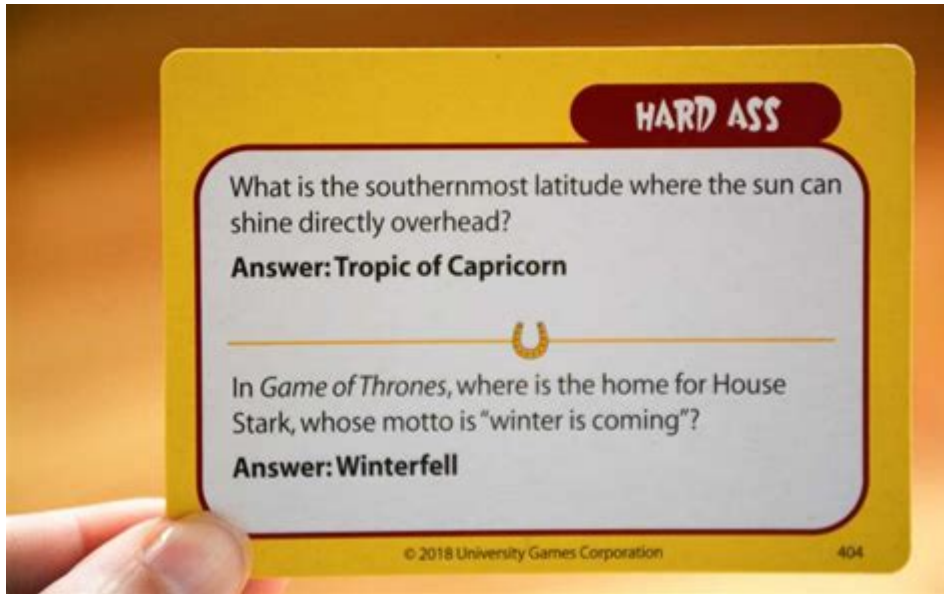 HARD ASS
What is the southernmost latitude where the sun can
shine directly overhead?
Answer: Tropic of Capricorn
In Game of Thrones, where is the home for House
Stark, whose motto is "winter is coming"?
Answer: Winterfell
© 2018 University Games Corporation
404